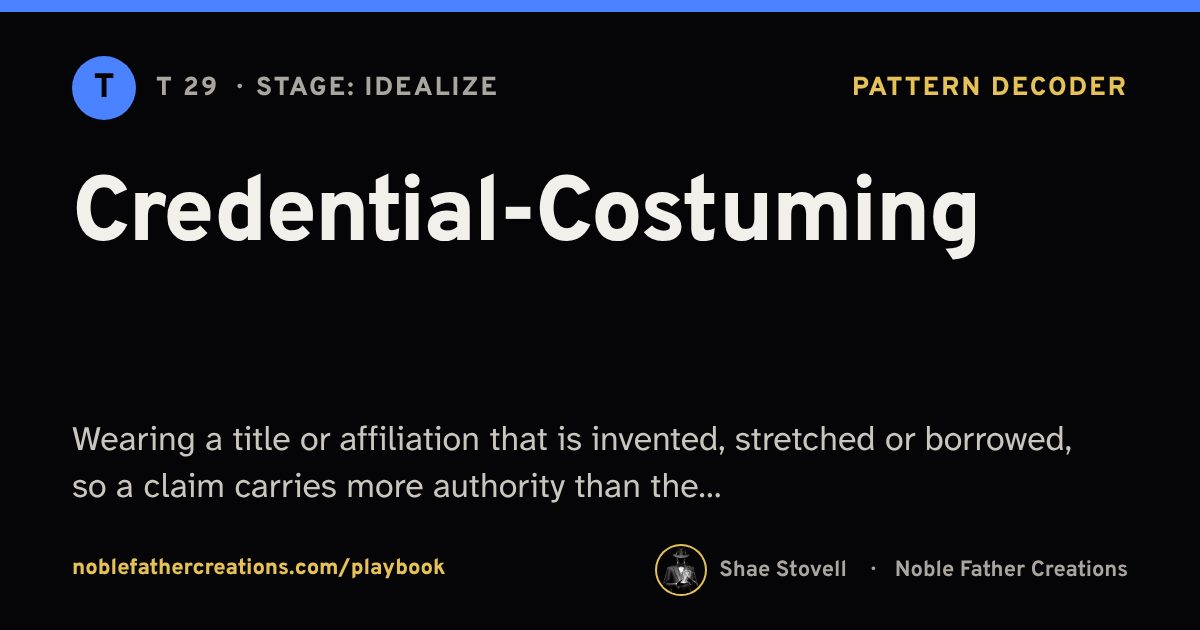 T
T 29 · STAGE: IDEALIZE
PATTERN DECODER
Credential-Costuming
Wearing a title or affiliation that is invented, stretched or borrowed,
so a claim carries more authority than the...
noblefathercreations.com/playbook
Shae Stovell · Noble Father Creations